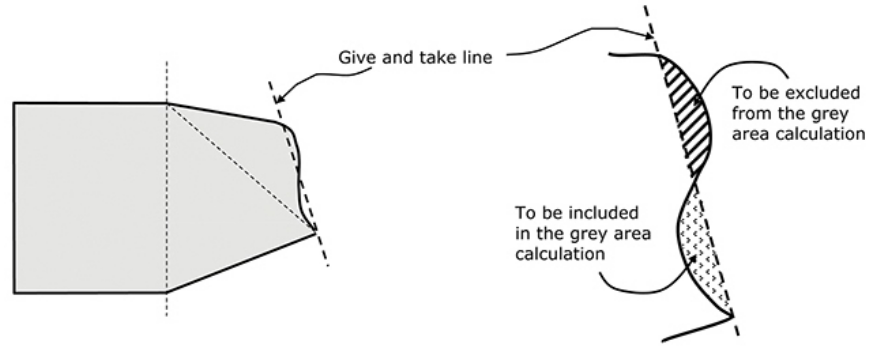 Give and take line
To be excluded
from the grey
area calculation
To be included
in the grey area
calculation